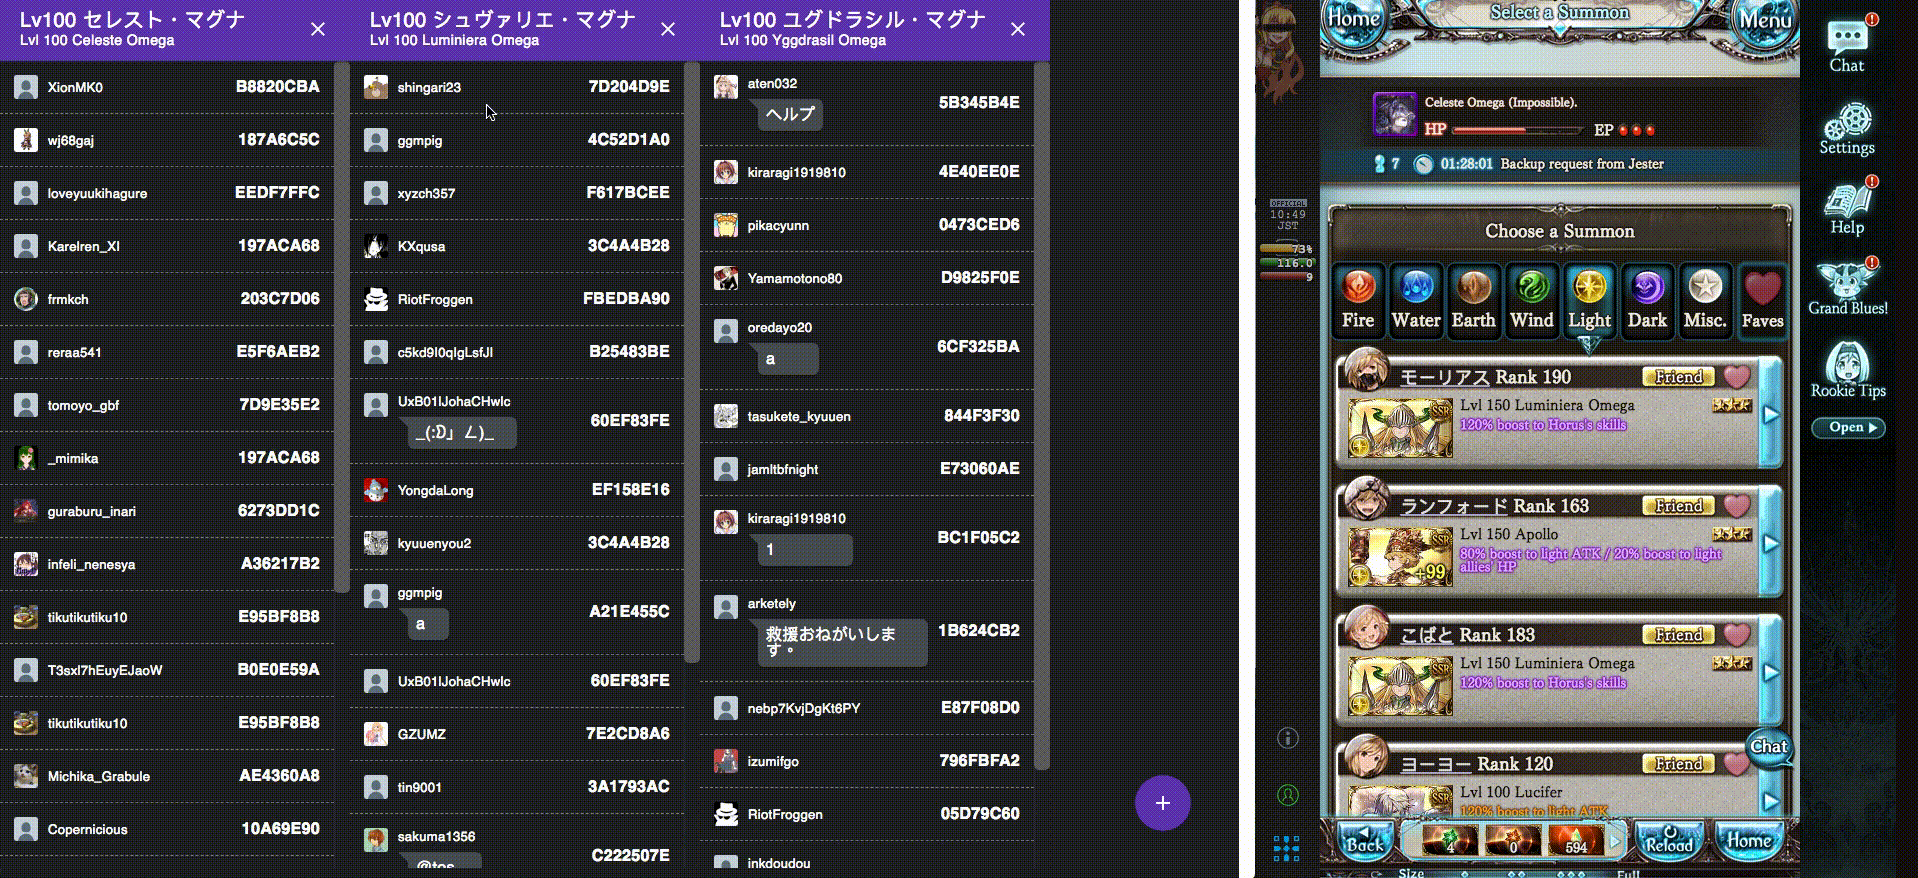 Lv100 セレスト・マグナ
Lvl 100 Celeste Omega
XionMK0 B8820CBA
wj68gaj 187A6C5C
loveyuukihagure EEDF7FFC
Karelren_XI 197ACA68
frmkch 203C7D06
reraa541 E5F6AEB2
tomoyo_gbf 7D9E35E2
_mimika 197ACA68
guraburu_inari 6273DD1C
infeli_nenesya A36217B2
tikutikutiku10 E95BF8B8
T3sxl7hEuyEJaoW B0E0E59A
tikutikutiku10 E95BF8B8
Michika_Grabule AE4360A8
Copernicious 10A69E90
Lv100 シュヴァリエ・マグナ
Lvl 100 Luminiera Omega
shingari23 7D204D9E
ggmpig 4C52D1A0
xyzch357 F617BCEE
KXqusa 3C4A4B28
RiotFroggen FBEDBA90
c5kd9I0qIgLsfJI B25483BE
UxB01IJohaCHwlc 60EF83FE
_(:D」∠)_
YongdaLong EF158E16
kyuuenyou2 3C4A4B28
ggmpig A21E455C
a
UxB01IJohaCHwlc 60EF83FE
GZUMZ 7E2CD8A6
tin9001 3A1793AC
sakuma1356 C222507E
@tos
Lv100 ユグドラシル・マグナ
Lvl 100 Yggdrasil Omega
aten032 5B345B4E
ヘルプ
kiraragi1919810 4E40EE0E
pikacyunn 0473CED6
Yamamotono80 D9825F0E
oredayo20 6CF325BA
a
tasukete_kyuuen 844F3F30
jamltbfnight E73060AE
kiraragi1919810 BC1F05C2
1
arketely 1B624CB2
救援おねがいしま
す。
nebp7KvjDgKt6PY E87F08D0
izumifgo 796FBFA2
RiotFroggen 05D79C60
inkdoudou
+
OFFICIAL
10:49
JST
73%
116.0
9
Home
Select a Summon
Menu
Celeste Omega (Impossible).
HP
EP
7 01:28:01 Backup request from Jester
Choose a Summon
Fire Water Earth Wind Light Dark Misc. Faves
モーリアス Rank 190 Friend
SSR
Lvl 150 Luminiera Omega
120% boost to Horus's skills
ランフォード Rank 163 Friend
SSR
+99
Lvl 150 Apollo
80% boost to light ATK / 20% boost to light
allies' HP
こばと Rank 183 Friend
SSR
Lvl 150 Luminiera Omega
120% boost to Horus's skills
ヨーヨー Rank 120 Friend
SSR
Lvl 100 Lucifer
120% boost to light ATK
Chat
Back
4
0
594
Reload
Home
Size
Full
Chat
Settings
Help
Grand Blues!
Rookie Tips
Open